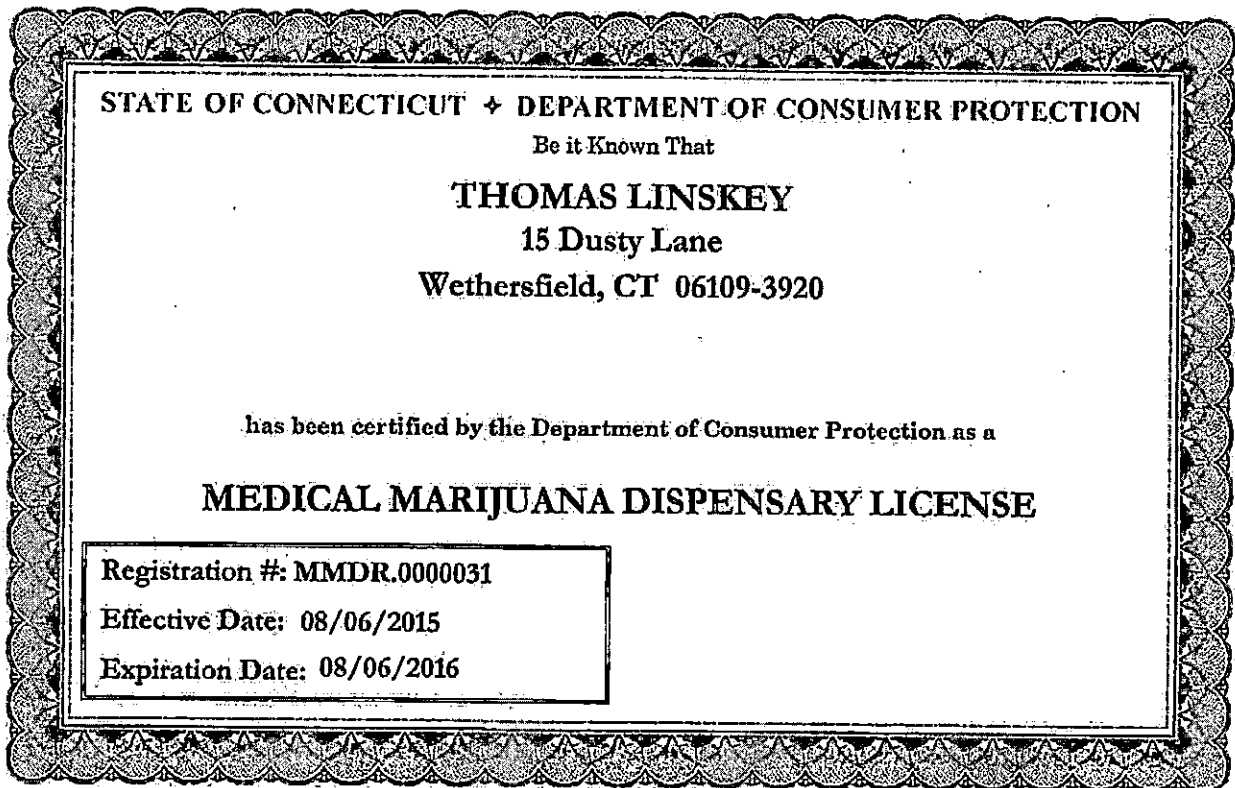 STATE OF CONNECTICUT ✦ DEPARTMENT OF CONSUMER PROTECTION
Be it Known That
THOMAS LINSKEY
15 Dusty Lane
Wethersfield, CT 06109-3920
has been certified by the Department of Consumer Protection as a
MEDICAL MARIJUANA DISPENSARY LICENSE
Registration #: MMDR.0000031
Effective Date: 08/06/2015
Expiration Date: 08/06/2016